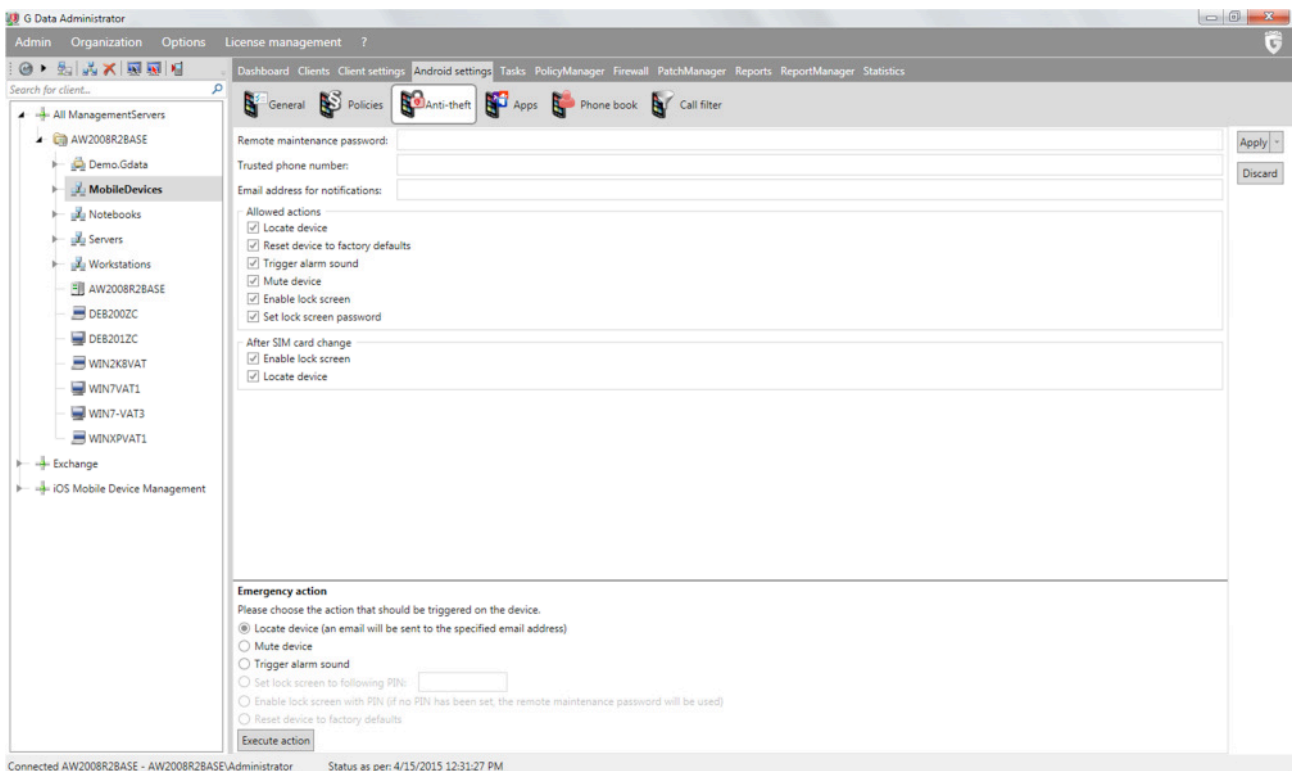 G Data Administrator
Admin Organization Options License management ?
Search for client...
All ManagementServers
AW2008R2BASE
Demo.Gdata
MobileDevices
Notebooks
Servers
Workstations
AW2008R2BASE
DEB200ZC
DEB201ZC
WIN2K8VAT
WIN7VAT1
WIN7-VAT3
WINXPVAT1
Exchange
iOS Mobile Device Management
Dashboard Clients Client settings Android settings Tasks PolicyManager Firewall PatchManager Reports ReportManager Statistics
General Policies Anti-theft Apps Phone book Call filter
Remote maintenance password:
Trusted phone number:
Email address for notifications:
Apply
Discard
Allowed actions
Locate device
Reset device to factory defaults
Trigger alarm sound
Mute device
Enable lock screen
Set lock screen password
After SIM card change
Enable lock screen
Locate device
Emergency action
Please choose the action that should be triggered on the device.
Locate device (an email will be sent to the specified email address)
Mute device
Trigger alarm sound
Set lock screen to following PIN:
Enable lock screen with PIN (if no PIN has been set, the remote maintenance password will be used)
Reset device to factory defaults
Execute action
Connected AW2008R2BASE - AW2008R2BASE\Administrator Status as per: 4/15/2015 12:31:27 PM